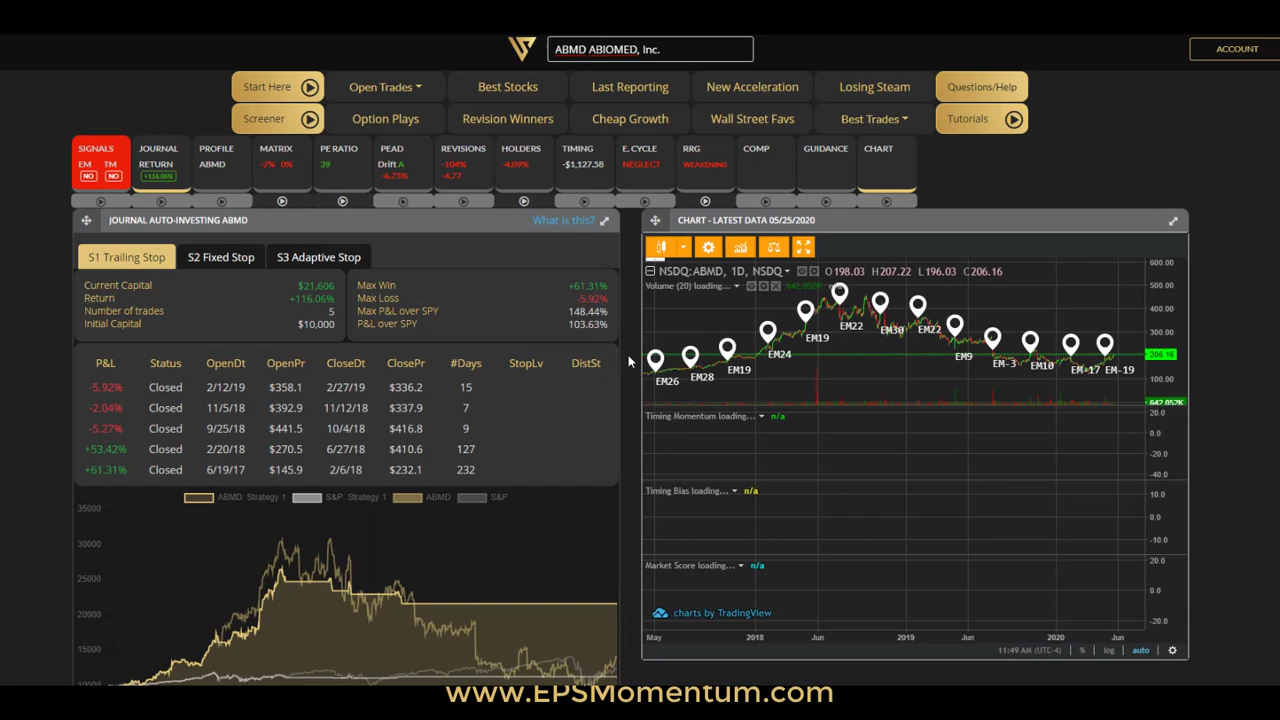 ABMD ABIOMED, Inc.
ACCOUNT
Start Here
Open Trades
Best Stocks
Last Reporting
New Acceleration
Losing Steam
Questions/Help
Screener
Option Plays
Revision Winners
Cheap Growth
Wall Street Favs
Best Trades
Tutorials
SIGNALS
EM TM
NO NO
JOURNAL
RETURN
+116.06%
PROFILE
ABMD
MATRIX
-7% 0%
PE RATIO
39
PEAD
Drift A
-6.75%
REVISIONS
-104%
-4.77
HOLDERS
-4.09%
TIMING
-$1,127.58
E. CYCLE
NEGLECT
RRG
WEAKENING
COMP
GUIDANCE
CHART
JOURNAL AUTO-INVESTING ABMD
What is this?
S1 Trailing Stop
S2 Fixed Stop
S3 Adaptive Stop
Current Capital $21,606
Return +116.06%
Number of trades 5
Initial Capital $10,000
Max Win +61.31%
Max Loss -5.92%
Max P&L over SPY 148.44%
P&L over SPY 103.63%
P&L Status OpenDt OpenPr CloseDt ClosePr #Days StopLv DistSt
-5.92% Closed 2/12/19 $358.1 2/27/19 $336.2 15
-2.04% Closed 11/5/18 $392.9 11/12/18 $337.9 7
-5.27% Closed 9/25/18 $441.5 10/4/18 $416.8 9
+53.42% Closed 2/20/18 $270.5 6/27/18 $410.6 127
+61.31% Closed 6/19/17 $145.9 2/6/18 $232.1 232
ABMD: Strategy 1 S&P: Strategy 1 ABMD S&P
35000
30000
25000
20000
15000
10000
CHART - LATEST DATA 05/25/2020
NSDQ:ABMD, 1D, NSDQ O198.03 H207.22 L196.03 C206.16
Volume (20) loading... 642.052K
600.00
500.00
400.00
300.00
206.16
100.00
642.052K
EM26 EM28 EM19 EM24 EM19 EM22 EM30 EM22 EM9 EM-3 EM10 EM-17 EM-19
Timing Momentum loading... n/a
20.0
0.0
-20.0
-40.0
Timing Bias loading... n/a
10.0
0.0
-10.0
Market Score loading... n/a
20.0
0.0
-20.0
charts by TradingView
May 2018 Jun 2019 Jun 2020 Jun
11:49 AM (UTC-4) % log auto
www.EPSMomentum.com